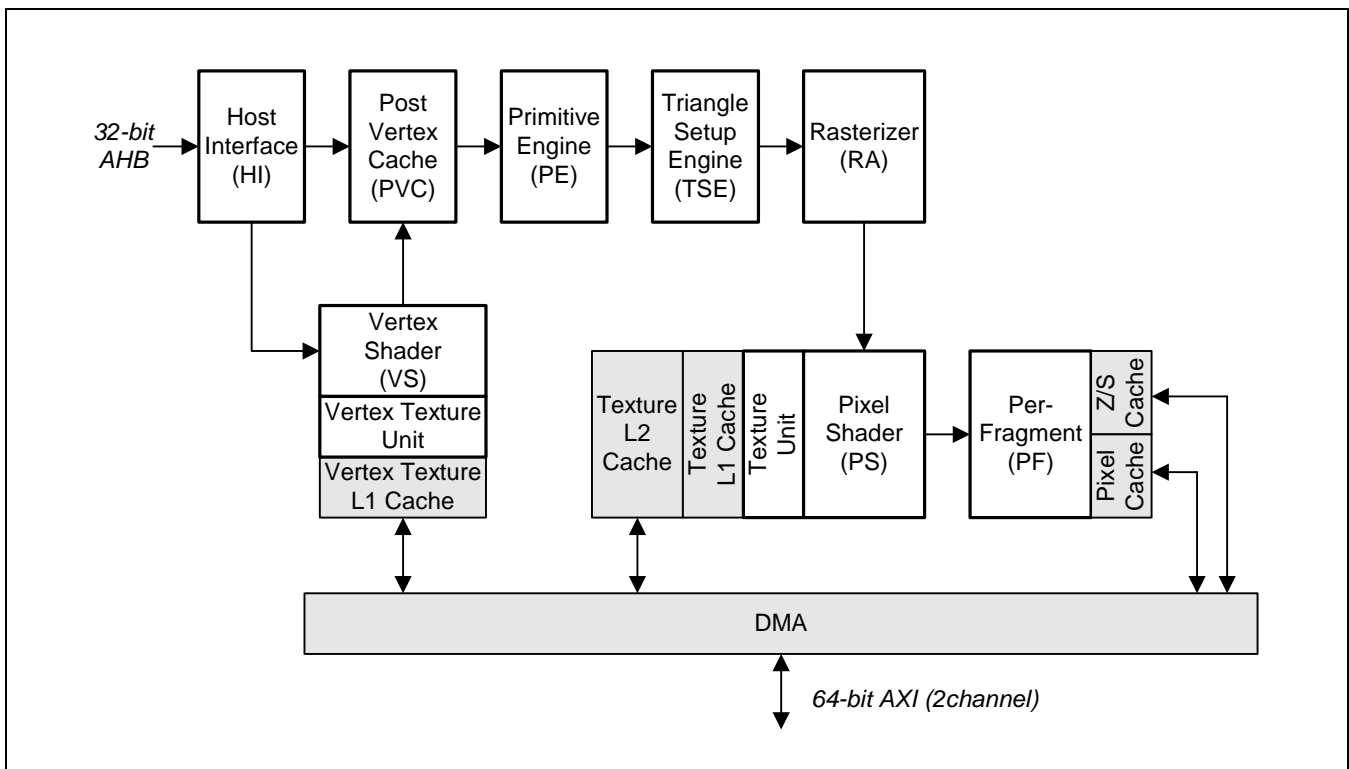 32-bit
AHB
Host
Interface
(HI)
Post
Vertex
Cache
(PVC)
Primitive
Engine
(PE)
Triangle
Setup
Engine
(TSE)
Rasterizer
(RA)
Vertex
Shader
(VS)
Vertex Texture
Unit
Vertex Texture
L1 Cache
Texture
L2
Cache
Texture
L1 Cache
Texture
Unit
Pixel
Shader
(PS)
Per-
Fragment
(PF)
Z/S
Cache
Pixel
Cache
DMA
64-bit AXI (2channel)